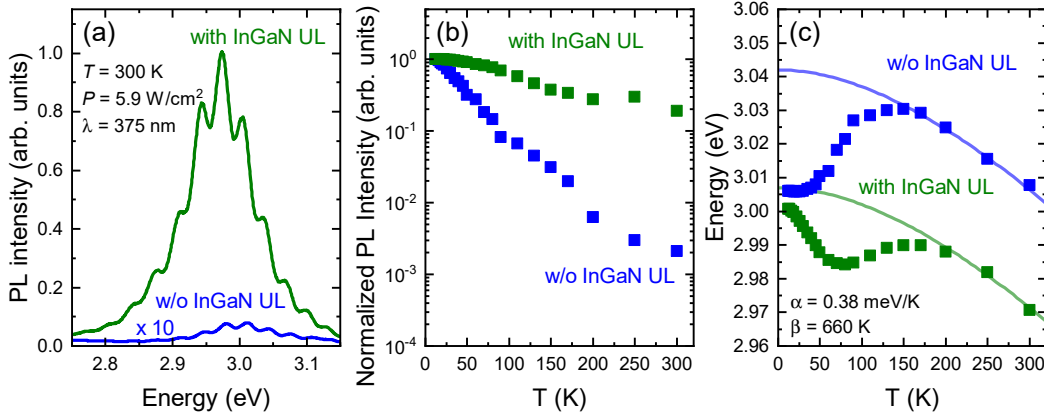 (a)
with InGaN UL
T = 300 K
P = 5.9 W/cm²
λ = 375 nm
w/o InGaN UL
x 10
PL intensity (arb. units)
0.0
0.2
0.4
0.6
0.8
1.0
2.8
2.9
3.0
3.1
Energy (eV)
(b)
with InGaN UL
w/o InGaN UL
Normalized PL Intensity (arb. units)
10⁰
10⁻¹
10⁻²
10⁻³
10⁻⁴
0
50
100
150
200
250
300
T (K)
(c)
w/o InGaN UL
with InGaN UL
α = 0.38 meV/K
β = 660 K
Energy (eV)
3.06
3.05
3.04
3.03
3.02
3.01
3.00
2.99
2.98
2.97
2.96
0
50
100
150
200
250
300
T (K)